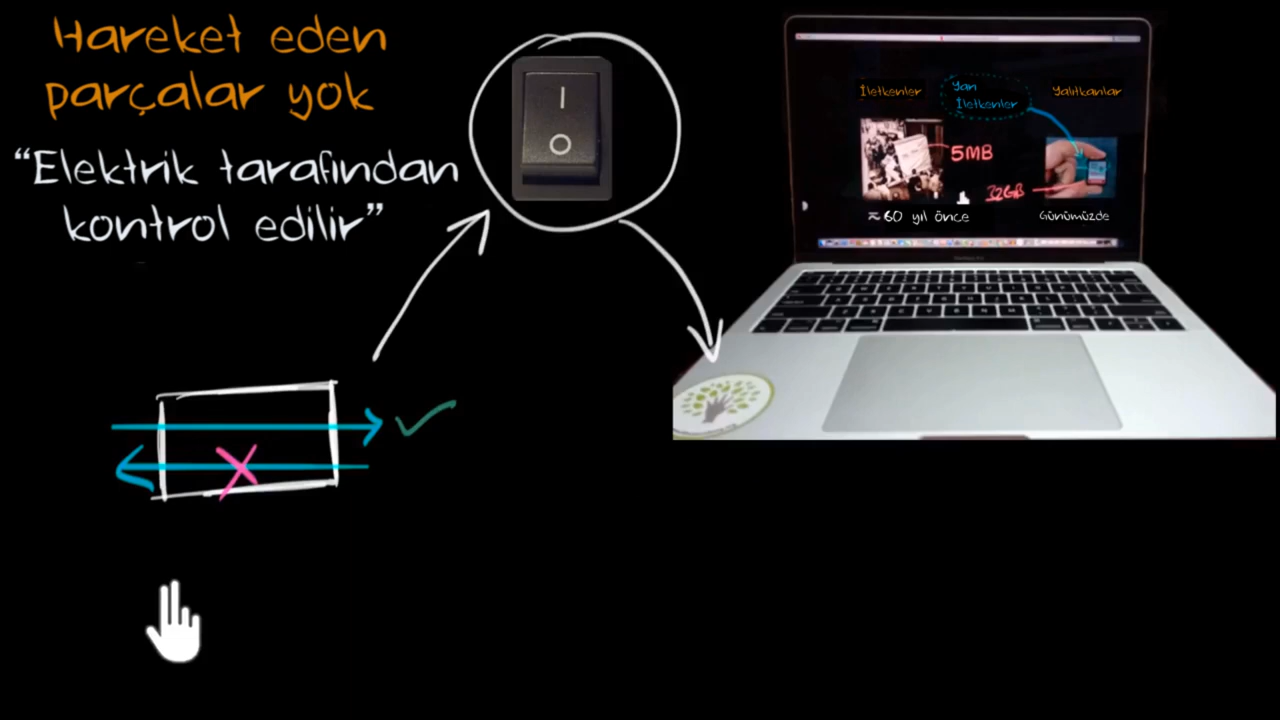 Hareket eden
parçalar yok
"Elektrik tarafından
kontrol edilir"
I
O
İletkenler
Yarı
İletkenler
Yalıtkanlar
5MB
32GB
≈ 60 yıl önce
Günümüzde